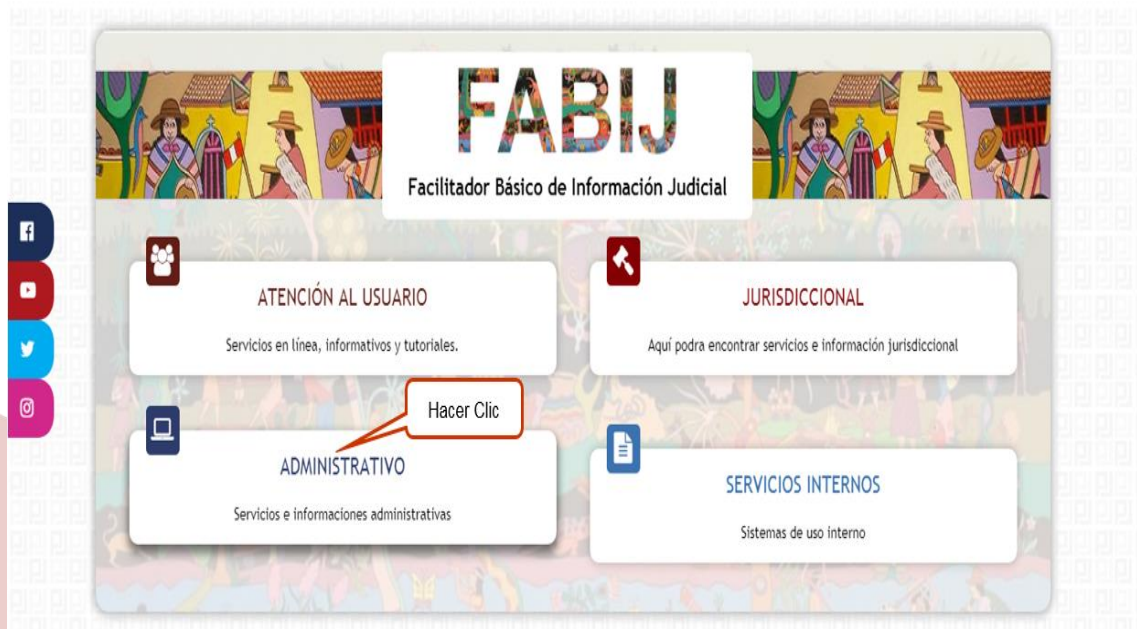 FABIJ
Facilitador Básico de Información Judicial
ATENCIÓN AL USUARIO
Servicios en línea, informativos y tutoriales.
JURISDICCIONAL
Aquí podra encontrar servicios e información jurisdiccional
Hacer Clic
ADMINISTRATIVO
Servicios e informaciones administrativas
SERVICIOS INTERNOS
Sistemas de uso interno